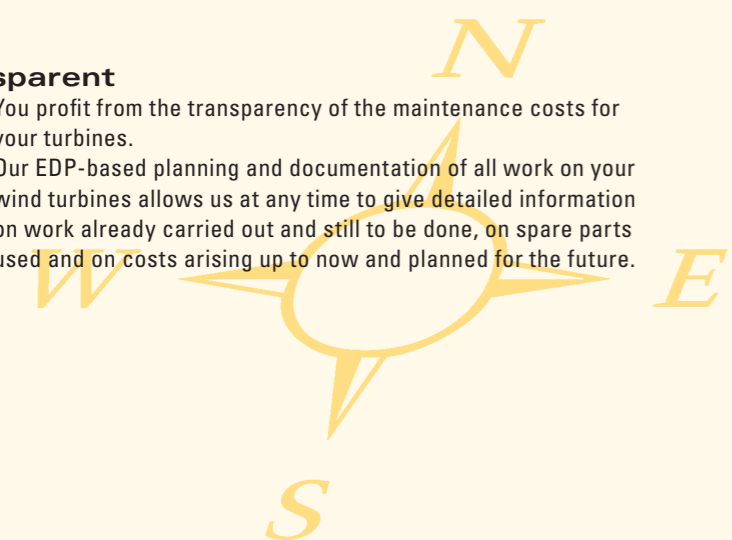 N
sparent
You profit from the transparency of the maintenance costs for
your turbines.
Our EDP-based planning and documentation of all work on your
wind turbines allows us at any time to give detailed information
on work already carried out and still to be done, on spare parts
used and on costs arising up to now and planned for the future.
W E
S